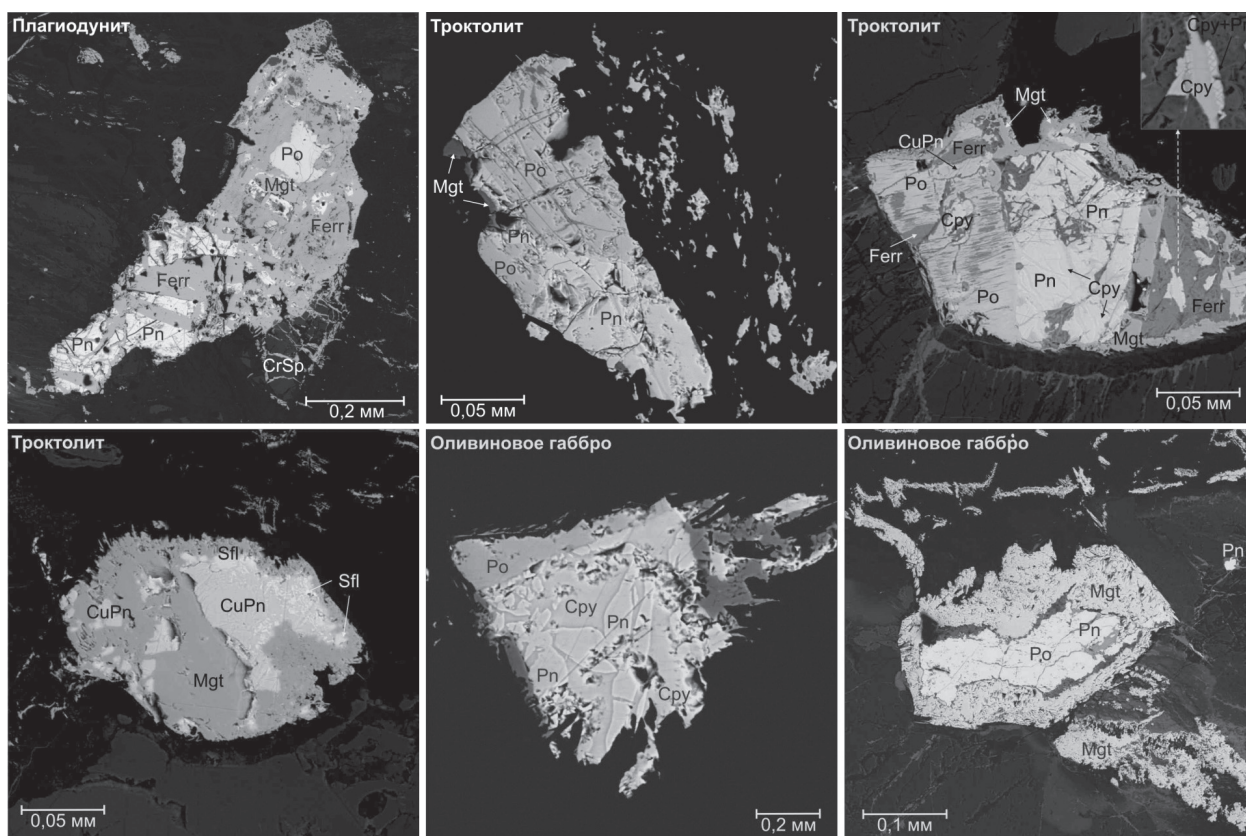 Плагиодунит
Po
Mgt
Ferr
Ferr
Pn
Pn
CrSp
0,2 мм
Троктолит
Mgt
Po
Pn
Po
Pn
0,05 мм
Троктолит
Cpy
Mgt
CuPn
Ferr
Po
Cpy
Pn
Ferr
Pn
Cpy
Po
Ferr
Mgt
0,05 мм
Троктолит
Sfl
Sfl
CuPn
CuPn
Mgt
0,05 мм
Оливиновое габбро
Po
Cpy
Pn
Pn
Cpy
0,2 мм
Оливиновое габбро
Pn
Mgt
Pn
Po
Mgt
0,1 мм